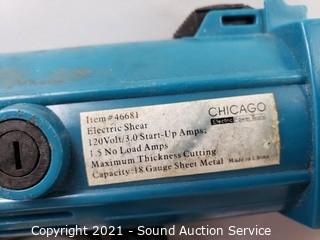 Item#46681
Electric Shear
120Volt/3.0 Start-Up Amps;
1.5 No Load Amps
Maximum Thickness Cutting
Capacity:18 Gauge Sheet Metal
CHICAGO
Electric Power Tools
Made in China
Copyright 2021 - Sound Auction Service